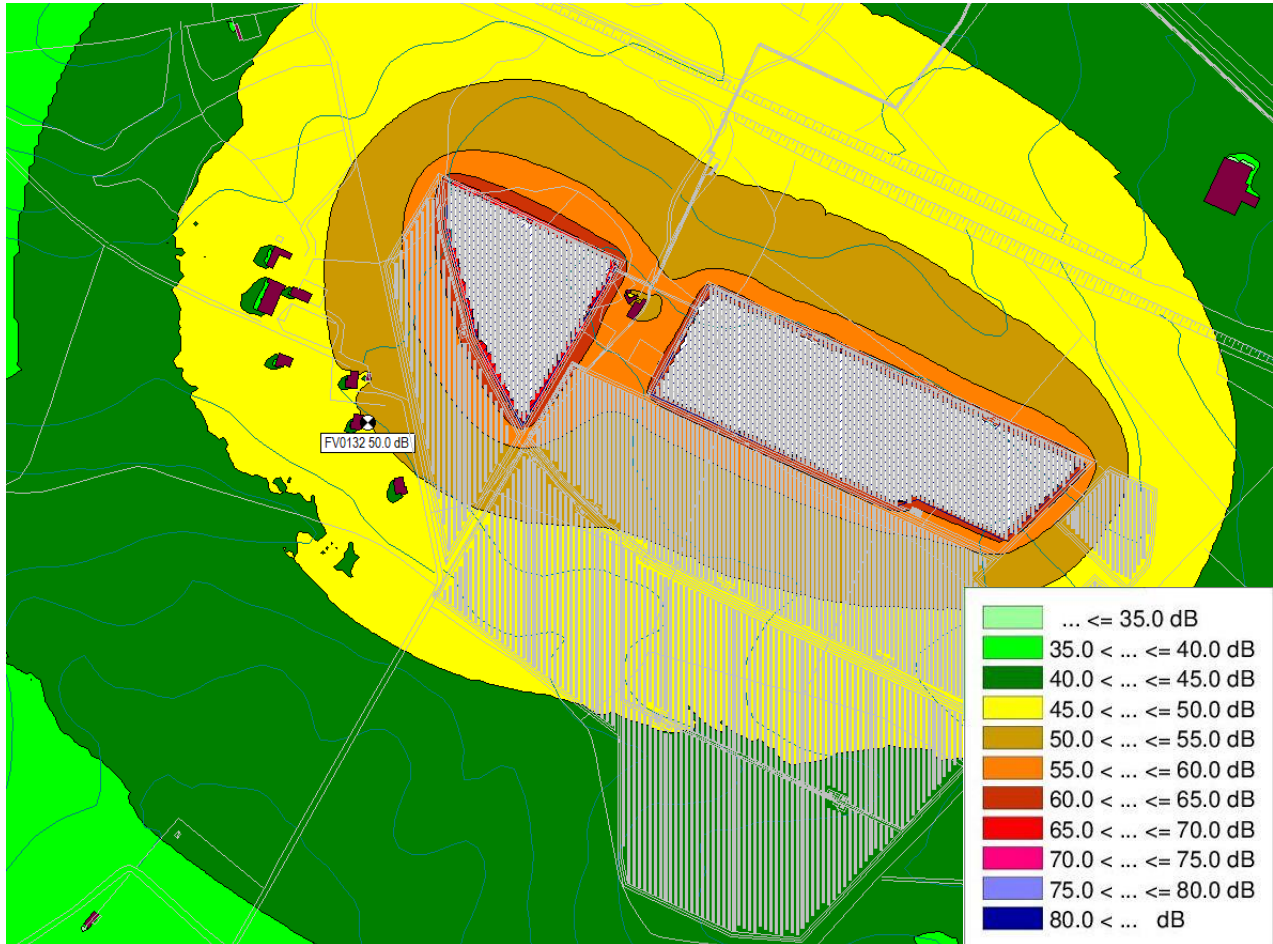 FV0132 50.0 dB
... <= 35.0 dB
35.0 < ... <= 40.0 dB
40.0 < ... <= 45.0 dB
45.0 < ... <= 50.0 dB
50.0 < ... <= 55.0 dB
55.0 < ... <= 60.0 dB
60.0 < ... <= 65.0 dB
65.0 < ... <= 70.0 dB
70.0 < ... <= 75.0 dB
75.0 < ... <= 80.0 dB
80.0 < ... dB